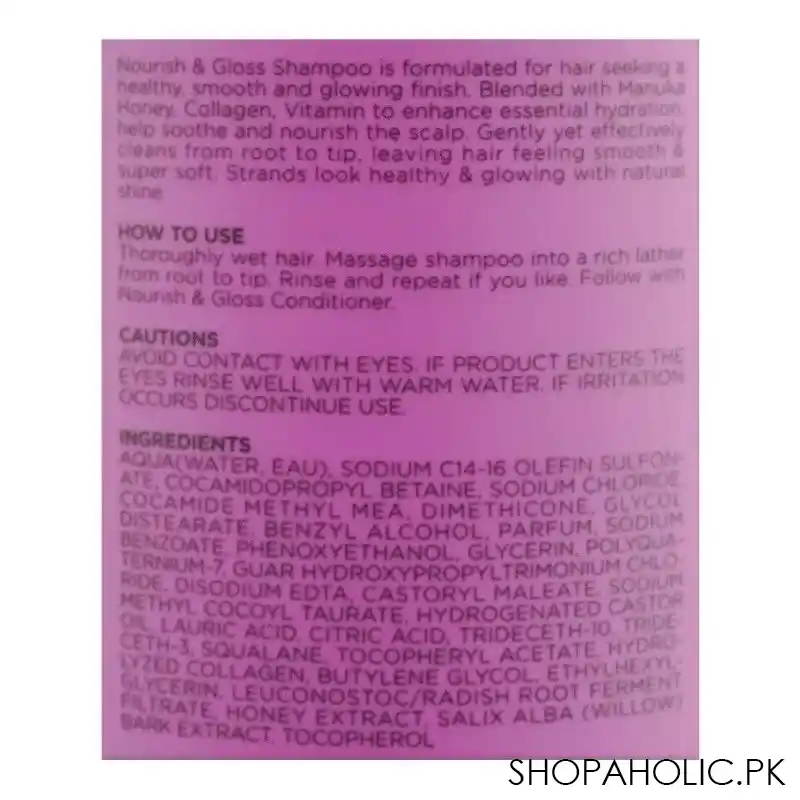 Nourish & Gloss Shampoo is formulated for hair seeking a
healthy, smooth and glowing finish. Blended with Manuka
Honey, Collagen, Vitamin to enhance essential hydration,
help soothe and nourish the scalp. Gently yet effectively
cleans from root to tip, leaving hair feeling smooth &
super soft. Strands look healthy & glowing with natural
shine.
HOW TO USE
Thoroughly wet hair. Massage shampoo into a rich lather
from root to tip. Rinse and repeat if you like. Follow with
Nourish & Gloss Conditioner.
CAUTIONS
AVOID CONTACT WITH EYES. IF PRODUCT ENTERS THE
EYES RINSE WELL WITH WARM WATER. IF IRRITATION
OCCURS DISCONTINUE USE.
INGREDIENTS
AQUA(WATER, EAU), SODIUM C14-16 OLEFIN SULFON-
ATE, COCAMIDOPROPYL BETAINE, SODIUM CHLORIDE,
COCAMIDE METHYL MEA, DIMETHICONE, GLYCOL
DISTEARATE, BENZYL ALCOHOL, PARFUM, SODIUM
BENZOATE, PHENOXYETHANOL, GLYCERIN, POLYQUA-
TERNIUM-7, GUAR HYDROXYPROPYLTRIMONIUM CHLO-
RIDE, DISODIUM EDTA, CASTORYL MALEATE, SODIUM
METHYL COCOYL TAURATE, HYDROGENATED CASTOR
OIL, LAURIC ACID, CITRIC ACID, TRIDECETH-10, TRIDE-
CETH-3, SQUALANE, TOCOPHERYL ACETATE, HYDRO-
LYZED COLLAGEN, BUTYLENE GLYCOL, ETHYLHEXYL-
GLYCERIN, LEUCONOSTOC/RADISH ROOT FERMENT
FILTRATE, HONEY EXTRACT, SALIX ALBA (WILLOW)
BARK EXTRACT, TOCOPHEROL
SHOPAHOLIC.PK